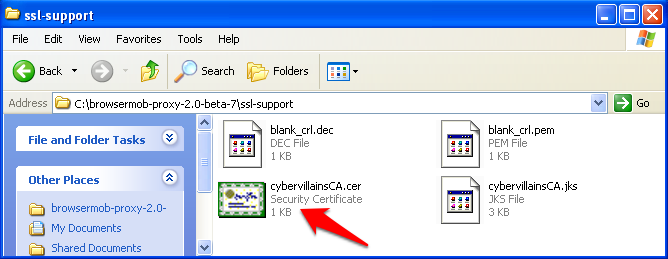 ssl-support
File Edit View Favorites Tools Help
Back Search Folders
Address C:\browsermob-proxy-2.0-beta-7\ssl-support Go
File and Folder Tasks
Other Places
browsermob-proxy-2.0-
My Documents
Shared Documents
blank_crl.dec
DEC File
1 KB
blank_crl.pem
PEM File
1 KB
cybervillainsCA.cer
Security Certificate
1 KB
cybervillainsCA.jks
JKS File
3 KB